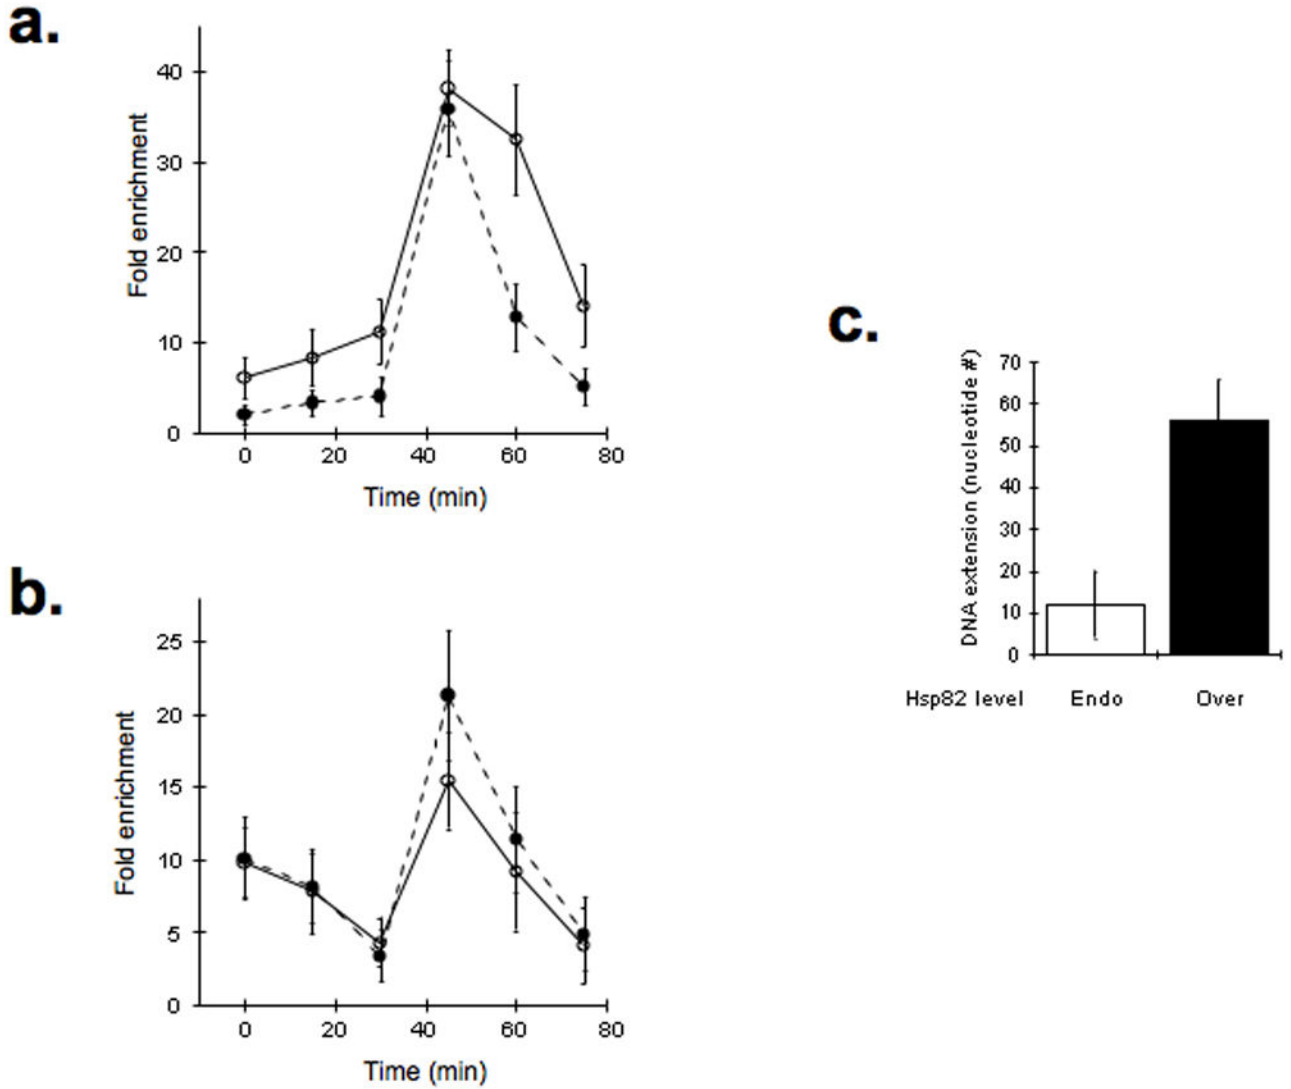 a.
Fold enrichment
40
30
20
10
0
0 20 40 60 80
Time (min)
b.
Fold enrichment
25
20
15
10
5
0
0 20 40 60 80
Time (min)
c.
DNA extension (nucleotide #)
70
60
50
40
30
20
10
0
Hsp82 level Endo Over